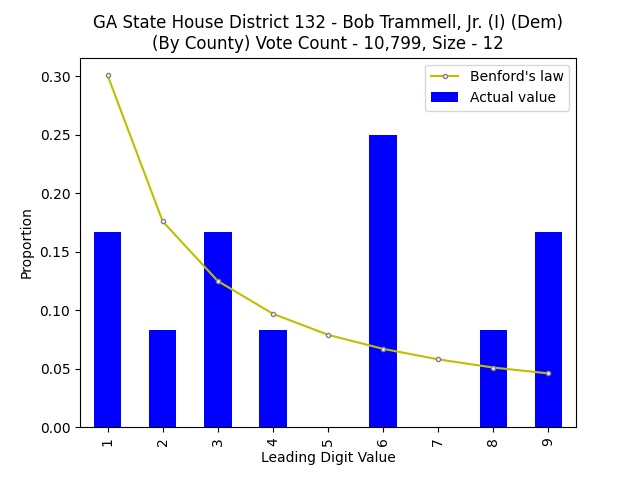 GA State House District 132 - Bob Trammell, Jr. (I) (Dem)
(By County) Vote Count - 10,799, Size - 12
Benford's law
Actual value
0.30
0.25
0.20
0.15
0.10
0.05
0.00
Proportion
1 2 3 4 5 6 7 8 9
Leading Digit Value